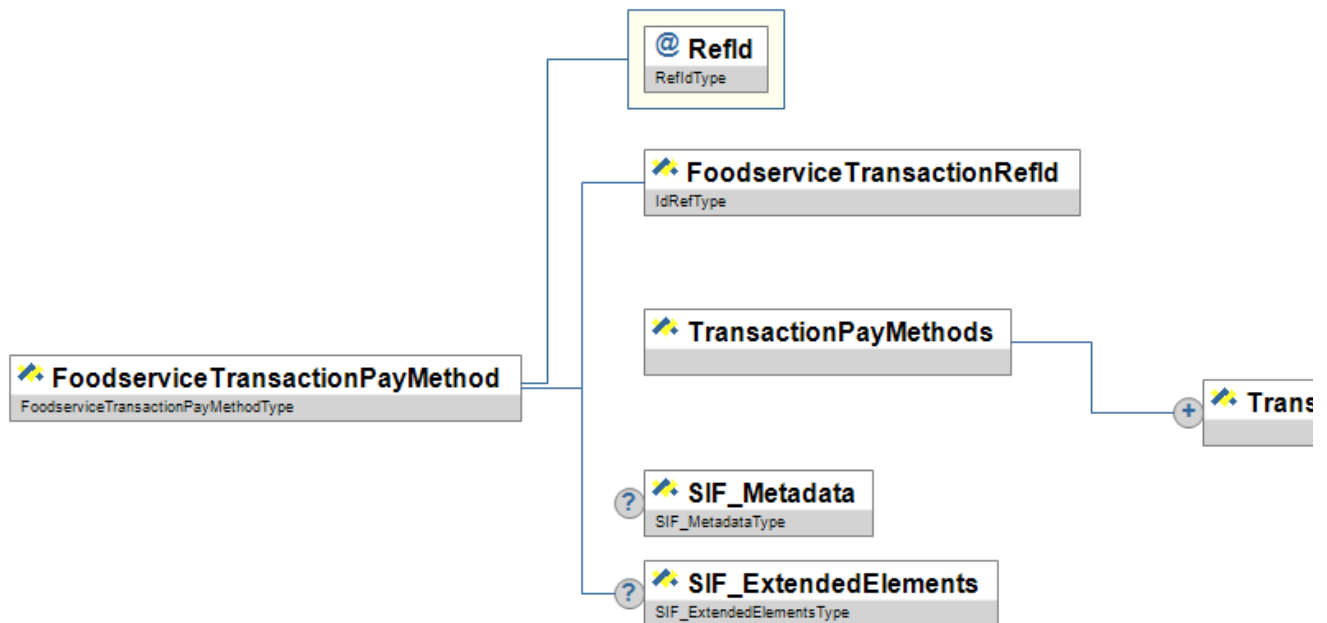 @ RefId
RefIdType
FoodserviceTransactionRefId
IdRefType
TransactionPayMethods
FoodserviceTransactionPayMethod
FoodserviceTransactionPayMethodType
+ Trans
? SIF_Metadata
SIF_MetadataType
? SIF_ExtendedElements
SIF_ExtendedElementsType